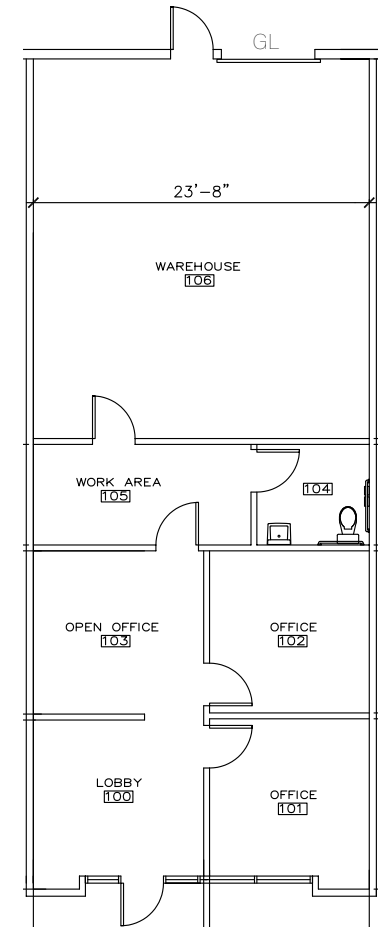 GL
23'-8"
WAREHOUSE
106
WORK AREA
105
104
OPEN OFFICE
103
OFFICE
102
LOBBY
100
OFFICE
101